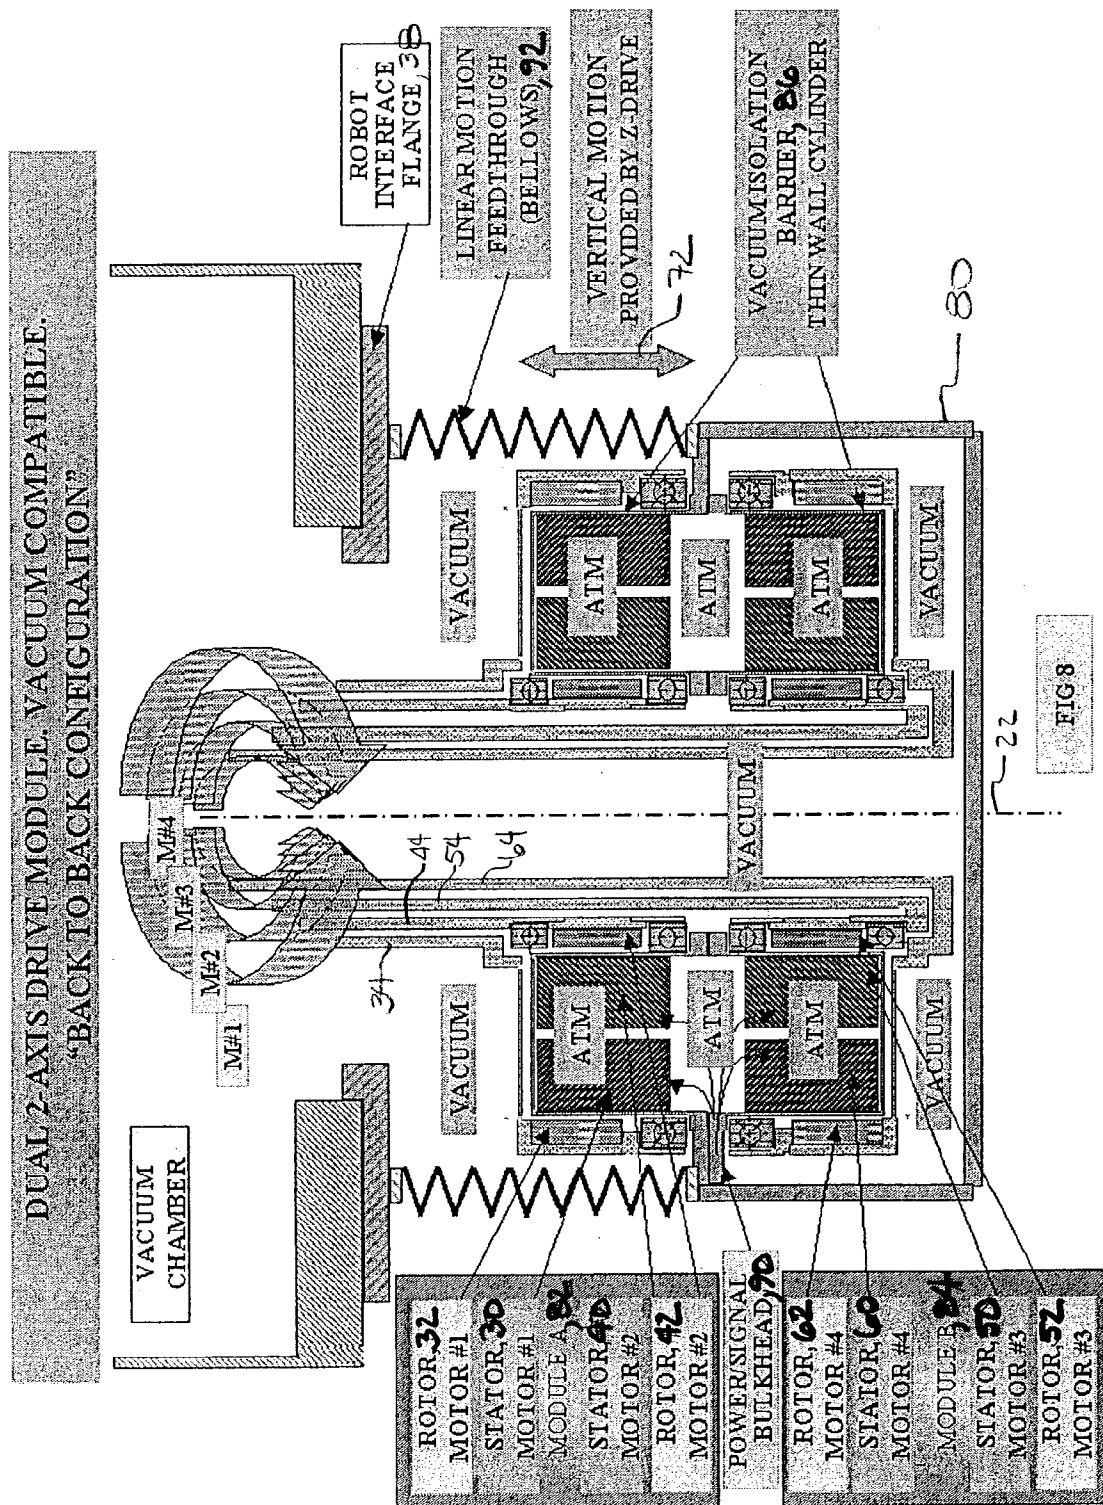 DUAL 2-AXIS DRIVE MODULE. VACUUM COMPATIBLE.
"BACK TO BACK CONFIGURATION"
VACUUM
CHAMBER
M#1
M#2
M#3
M#4
ROBOT
INTERFACE
FLANGE, 38
LINEAR MOTION
FEEDTHROUGH
(BELLOWS), 92
VERTICAL MOTION
PROVIDED BY Z-DRIVE
72
VACUUM ISOLATION
BARRIER, 86
THIN WALL CYLINDER
80
34
44
54
64
VACUUM
VACUUM
ATM
ATM
ATM
ATM
ATM
ATM
VACUUM
VACUUM
VACUUM
ROTOR, 32
MOTOR #1
STATOR, 30
MOTOR #1
MODULE A, 82
STATOR, 40
MOTOR #2
ROTOR, 42
MOTOR #2
POWER/SIGNAL
BULKHEAD, 90
ROTOR, 62
MOTOR #4
STATOR, 60
MOTOR #4
MODULE B, 84
STATOR, 50
MOTOR #3
ROTOR, 52
MOTOR #3
22
FIG 8